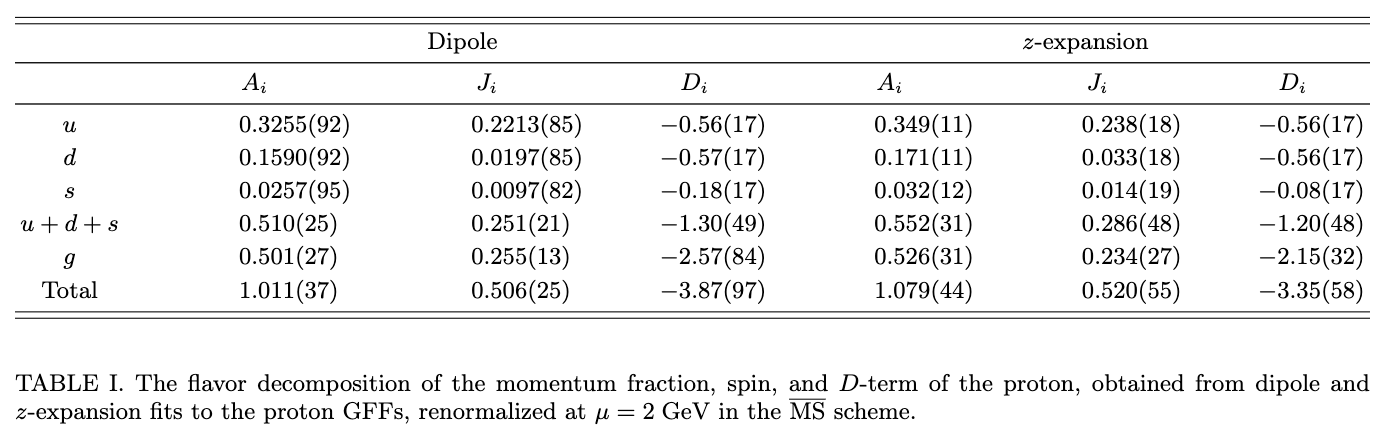 Dipole z-expansion
Aᵢ Jᵢ Dᵢ Aᵢ Jᵢ Dᵢ
u 0.3255(92) 0.2213(85) −0.56(17) 0.349(11) 0.238(18) −0.56(17)
d 0.1590(92) 0.0197(85) −0.57(17) 0.171(11) 0.033(18) −0.56(17)
s 0.0257(95) 0.0097(82) −0.18(17) 0.032(12) 0.014(19) −0.08(17)
u + d + s 0.510(25) 0.251(21) −1.30(49) 0.552(31) 0.286(48) −1.20(48)
g 0.501(27) 0.255(13) −2.57(84) 0.526(31) 0.234(27) −2.15(32)
Total 1.011(37) 0.506(25) −3.87(97) 1.079(44) 0.520(55) −3.35(58)
TABLE I. The flavor decomposition of the momentum fraction, spin, and D-term of the proton, obtained from dipole and
z-expansion fits to the proton GFFs, renormalized at μ = 2 GeV in the M̅S̅ scheme.